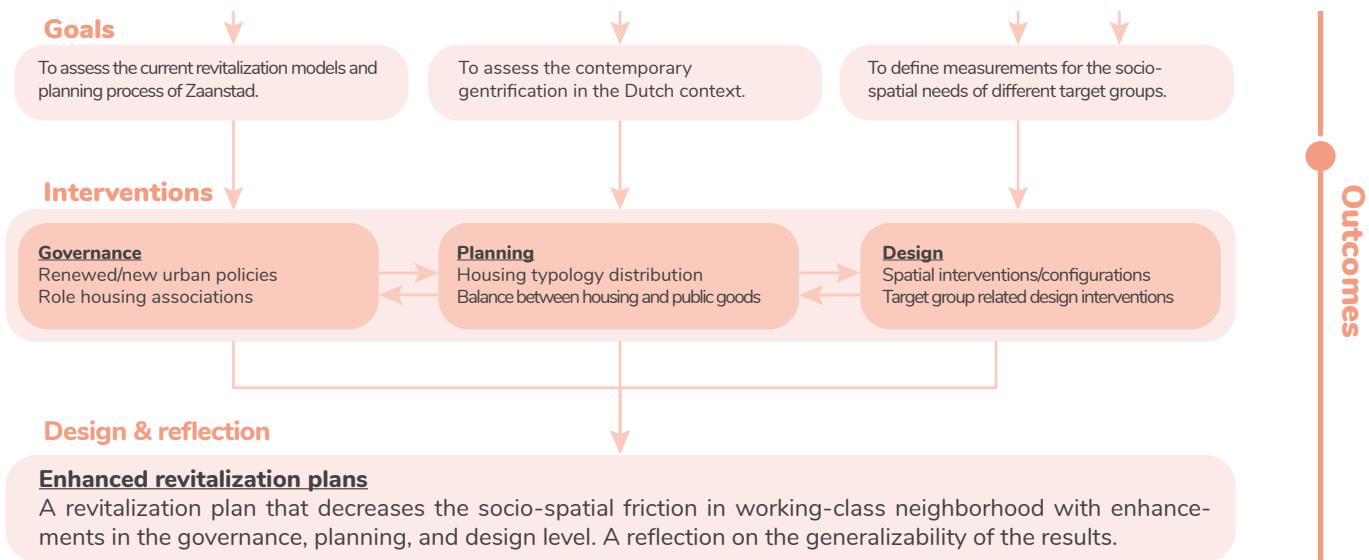 Goals
To assess the current revitalization models and
planning process of Zaanstad.
To assess the contemporary
gentrification in the Dutch context.
To define measurements for the socio-
spatial needs of different target groups.
Interventions
Governance
Renewed/new urban policies
Role housing associations
Planning
Housing typology distribution
Balance between housing and public goods
Design
Spatial interventions/configurations
Target group related design interventions
Outcomes
Design & reflection
Enhanced revitalization plans
A revitalization plan that decreases the socio-spatial friction in working-class neighborhood with enhance-
ments in the governance, planning, and design level. A reflection on the generalizability of the results.